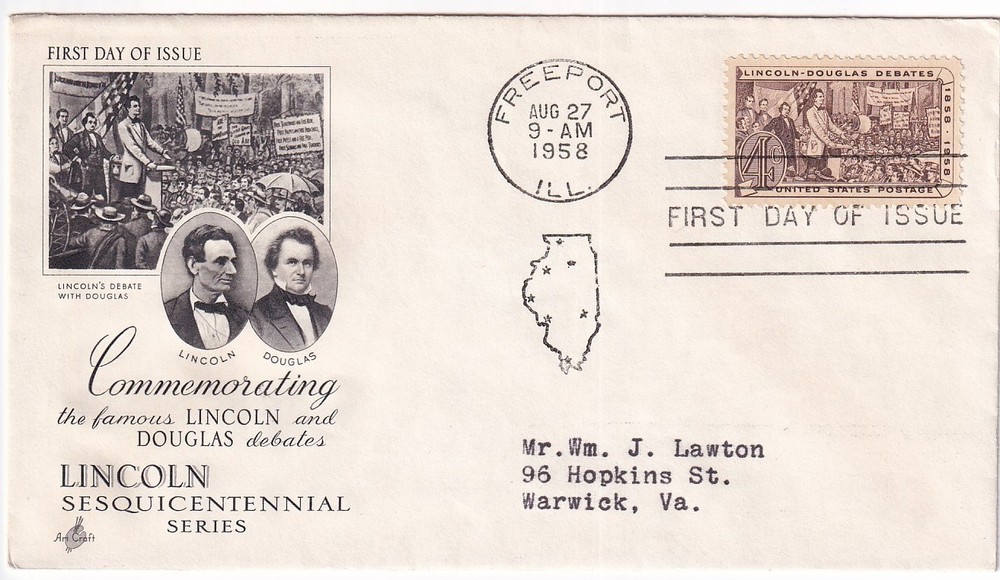 FIRST DAY OF ISSUE
LINCOLN'S DEBATE
WITH DOUGLAS
LINCOLN
DOUGLAS
Commemorating
the famous LINCOLN and
DOUGLAS debates
LINCOLN
SESQUICENTENNIAL
SERIES
Art Craft
FREEPORT
AUG 27
9-AM
1958
ILL.
LINCOLN-DOUGLAS DEBATES
1858 · 1958
4¢
UNITED STATES POSTAGE
FIRST DAY OF ISSUE
Mr.Wm. J. Lawton
96 Hopkins St.
Warwick, Va.